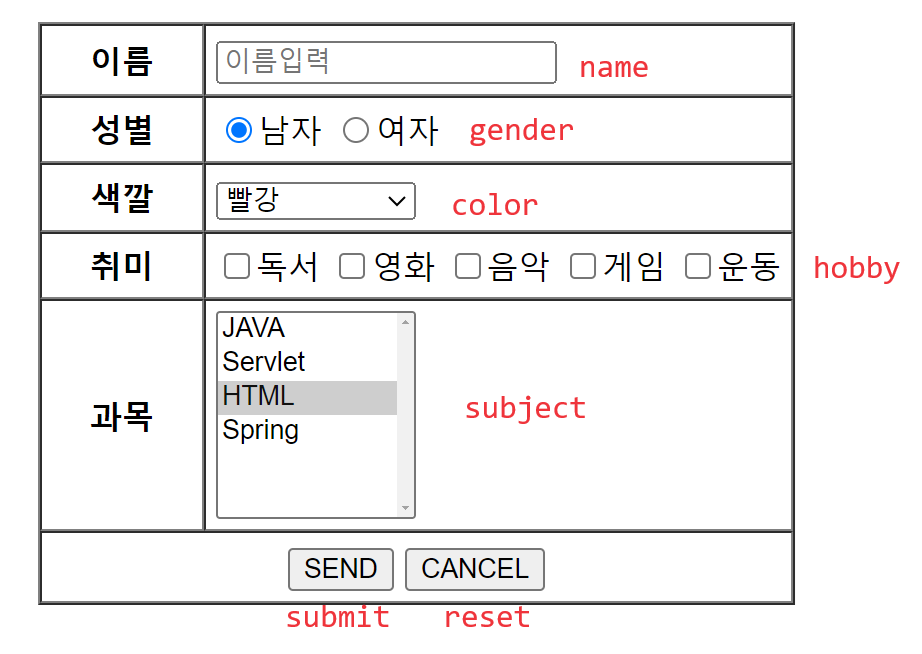 이름 이름입력 name
성별 남자 여자 gender
색깔 빨강 color
취미 독서 영화 음악 게임 운동 hobby
JAVA
Servlet
HTML
Spring
과목 subject
SEND CANCEL
submit reset